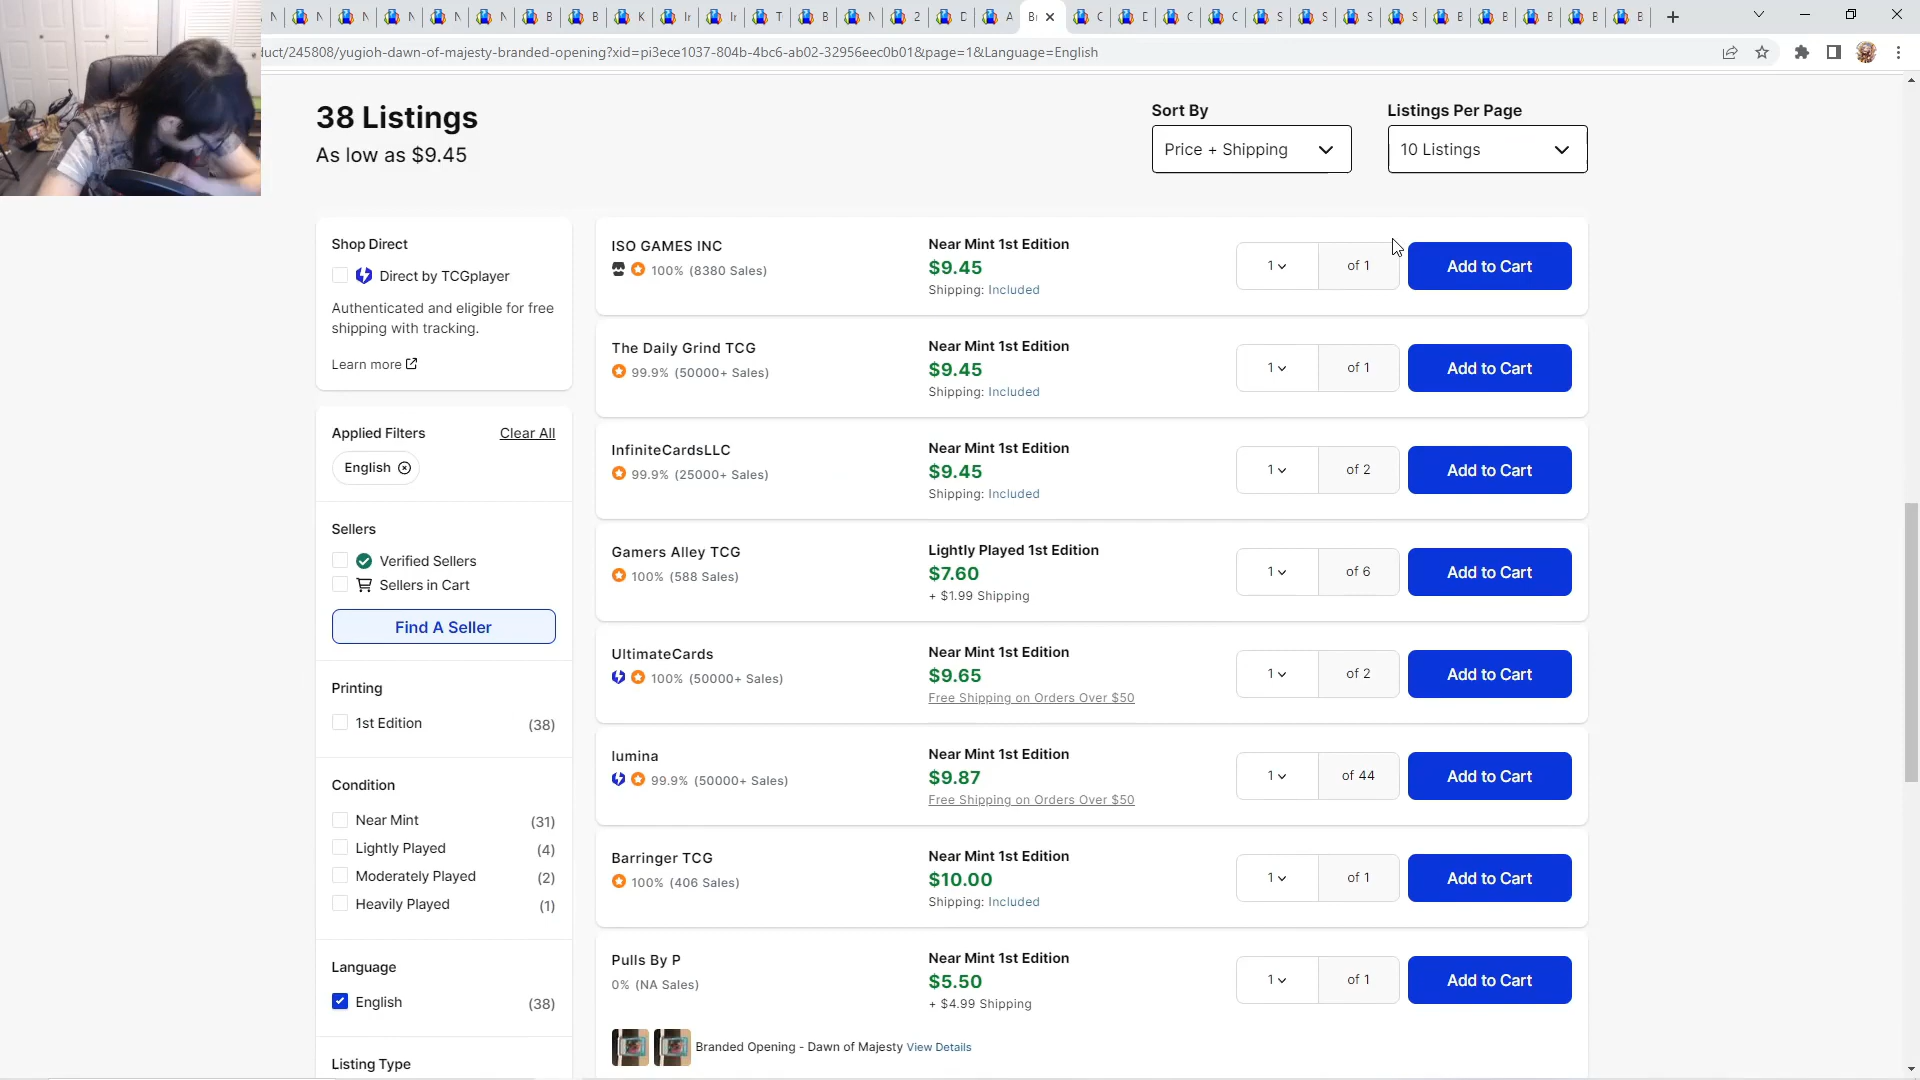 duct/245808/yugioh-dawn-of-majesty-branded-opening?xid=pi3ece1037-804b-4bc6-ab02-32956eec0b01&page=1&Language=English
38 Listings
As low as $9.45
Sort By
Price + Shipping
Listings Per Page
10 Listings
Shop Direct
Direct by TCGplayer
Authenticated and eligible for free
shipping with tracking.
Learn more
Applied Filters
Clear All
English
Sellers
Verified Sellers
Sellers in Cart
Find A Seller
Printing
1st Edition (38)
Condition
Near Mint (31)
Lightly Played (4)
Moderately Played (2)
Heavily Played (1)
Language
English (38)
Listing Type
ISO GAMES INC
100% (8380 Sales)
Near Mint 1st Edition
$9.45
Shipping: Included
1 of 1
Add to Cart
The Daily Grind TCG
99.9% (50000+ Sales)
Near Mint 1st Edition
$9.45
Shipping: Included
1 of 1
Add to Cart
InfiniteCardsLLC
99.9% (25000+ Sales)
Near Mint 1st Edition
$9.45
Shipping: Included
1 of 2
Add to Cart
Gamers Alley TCG
100% (588 Sales)
Lightly Played 1st Edition
$7.60
+ $1.99 Shipping
1 of 6
Add to Cart
UltimateCards
100% (50000+ Sales)
Near Mint 1st Edition
$9.65
Free Shipping on Orders Over $50
1 of 2
Add to Cart
lumina
99.9% (50000+ Sales)
Near Mint 1st Edition
$9.87
Free Shipping on Orders Over $50
1 of 44
Add to Cart
Barringer TCG
100% (406 Sales)
Near Mint 1st Edition
$10.00
Shipping: Included
1 of 1
Add to Cart
Pulls By P
0% (NA Sales)
Near Mint 1st Edition
$5.50
+ $4.99 Shipping
1 of 1
Add to Cart
Branded Opening - Dawn of Majesty View Details